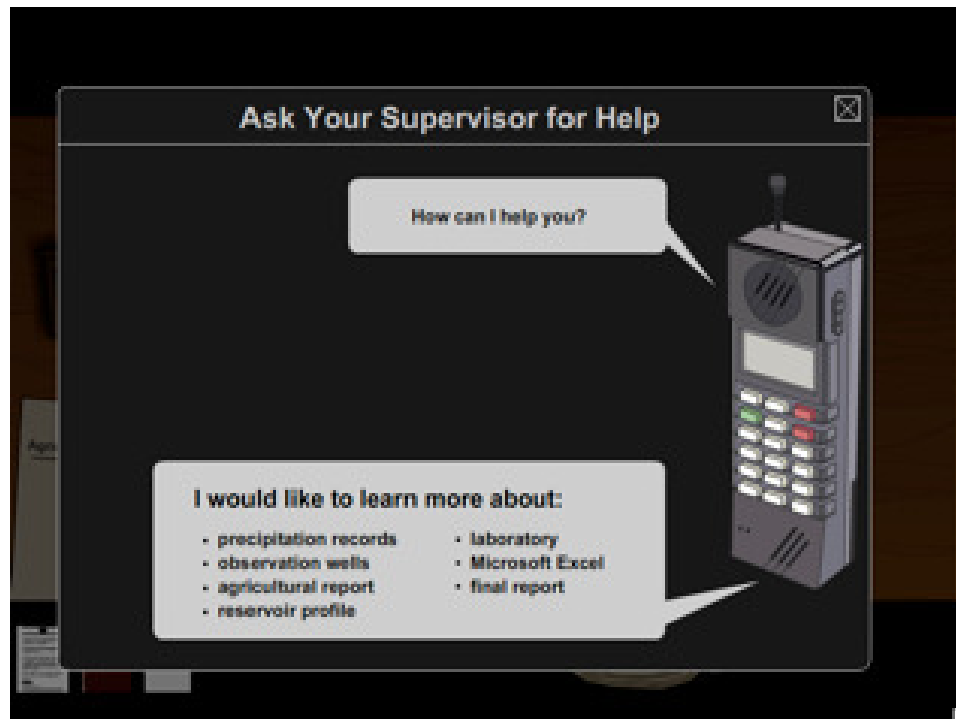 Ask Your Supervisor for Help
How can I help you?
I would like to learn more about:
• precipitation records
• observation wells
• agricultural report
• reservoir profile
• laboratory
• Microsoft Excel
• final report